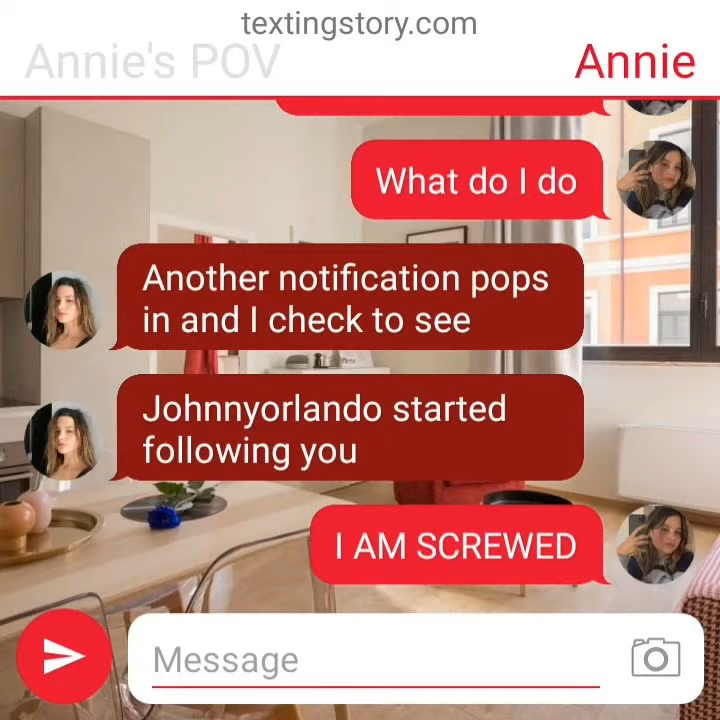 textingstory.com
Annie's POV
Annie
What do I do
Another notification pops
in and I check to see
Johnnyorlando started
following you
I AM SCREWED
Message